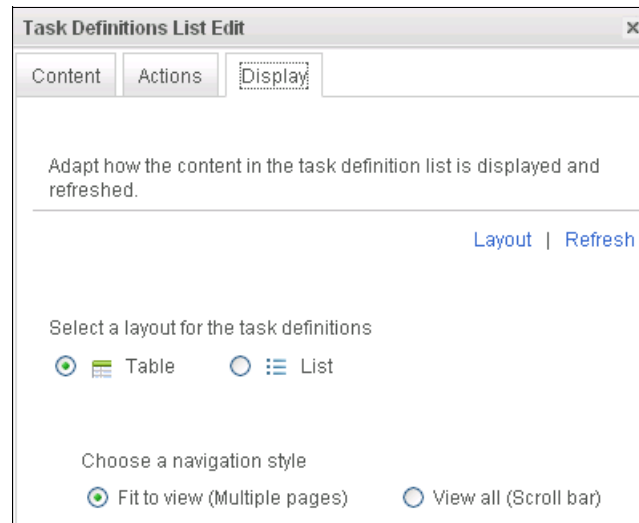 Task Definitions List Edit
Content Actions Display
Adapt how the content in the task definition list is displayed and
refreshed.
Layout | Refresh
Select a layout for the task definitions
Table List
Choose a navigation style
Fit to view (Multiple pages) View all (Scroll bar)